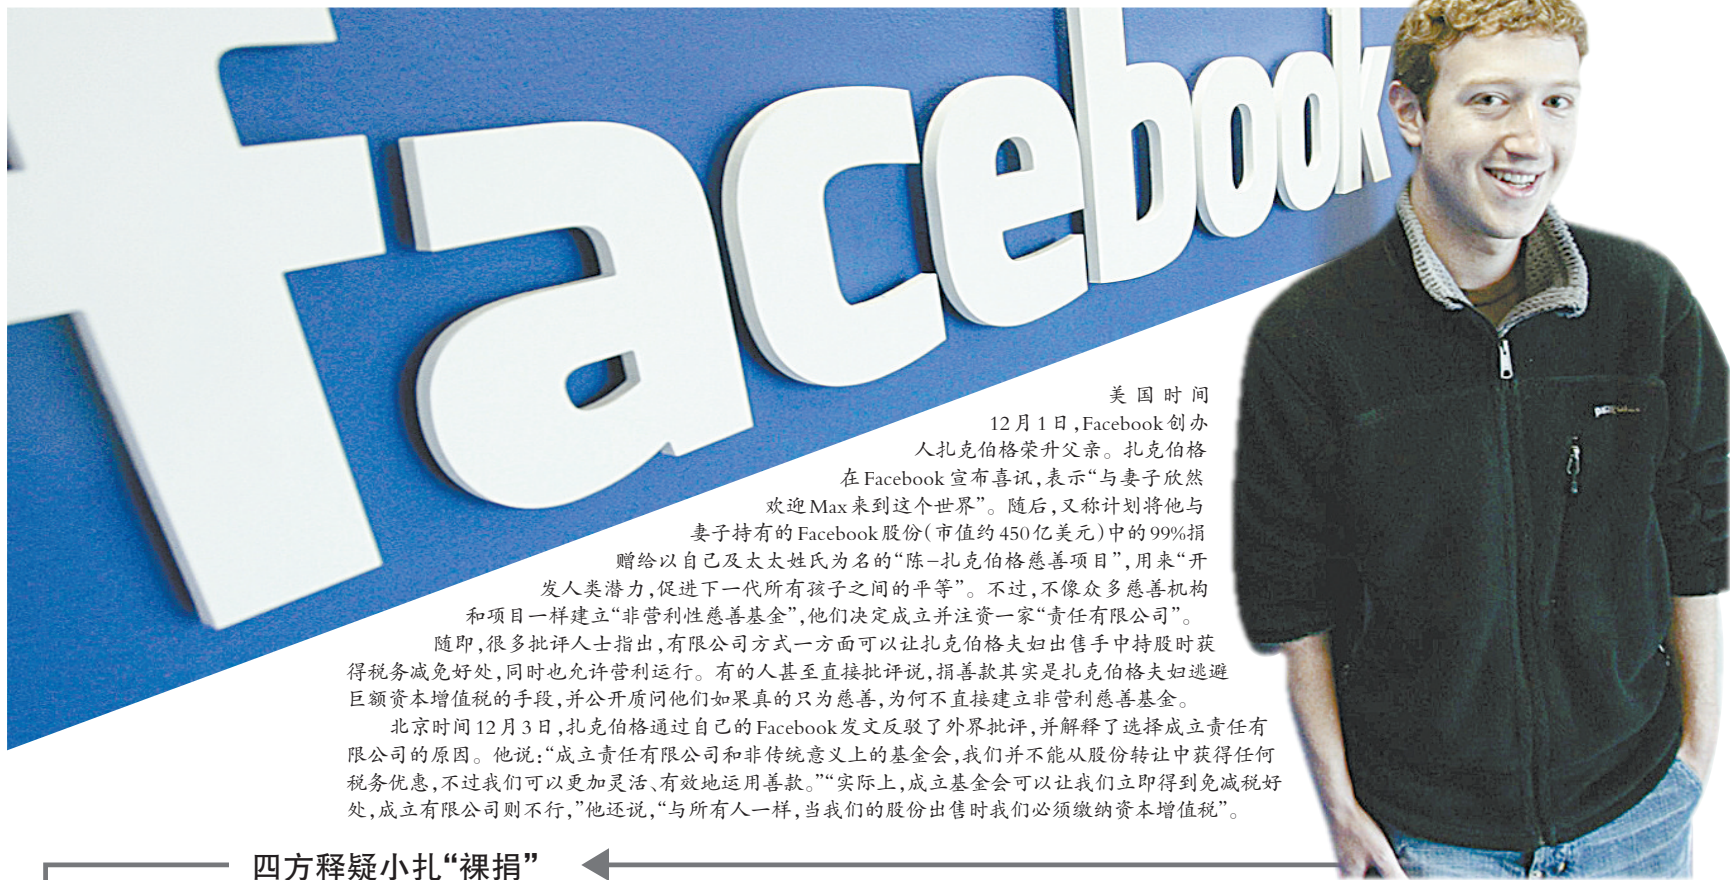 facebook
美国时间
12月1日,Facebook创办
人扎克伯格荣升父亲。扎克伯格
在Facebook宣布喜讯,表示“与妻子欣然
欢迎Max来到这个世界”。随后,又称计划将他与
妻子持有的Facebook股份(市值约450亿美元)中的99%捐
赠给以自己及太太姓氏为名的“陈-扎克伯格慈善项目”,用来“开
发人类潜力,促进下一代所有孩子之间的平等”。不过,不像众多慈善机构
和项目一样建立“非营利性慈善基金”,他们决定成立并注资一家“责任有限公司”。
随即,很多批评人士指出,有限公司方式一方面可以让扎克伯格夫妇出售手中持股时获
得税务减免好处,同时也允许营利运行。有的人甚至直接批评说,捐善款其实是扎克伯格夫妇逃避
巨额资本增值税的手段,并公开质问他们如果真的只为慈善,为何不直接建立非营利慈善基金。
北京时间12月3日,扎克伯格通过自己的Facebook发文反驳了外界批评,并解释了选择成立责任有
限公司的原因。他说:“成立责任有限公司和非传统意义上的基金会,我们并不能从股份转让中获得任何
税务优惠,不过我们可以更加灵活、有效地运用善款。”“实际上,成立基金会可以让我们立即得到免减税好
处,成立有限公司则不行,”他还说,“与所有人一样,当我们的股份出售时我们必须缴纳资本增值税”。
四方释疑小扎“裸捐”